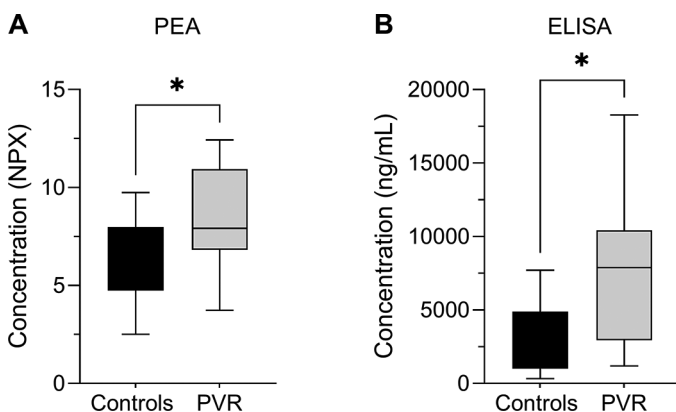 A PEA
Concentration (NPX)
15
10
5
0
*
Controls PVR
B ELISA
Concentration (ng/mL)
20000
15000
10000
5000
0
*
Controls PVR